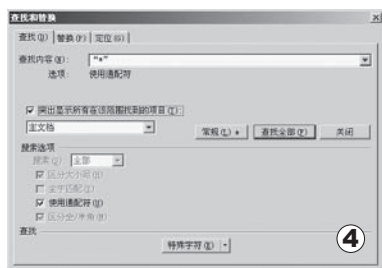 查找和替换
查找(D) 替换(P) 定位(G)
查找内容(N): "*"
选项: 使用通配符
突出显示所有在该范围找到的项目(T):
主文档
常规(L) 查找全部(F) 关闭
搜索选项
搜索(S) 全部
区分大小写(H)
全字匹配(Y)
使用通配符(U)
区分全/半角(M)
查找
特殊字符(E)
4